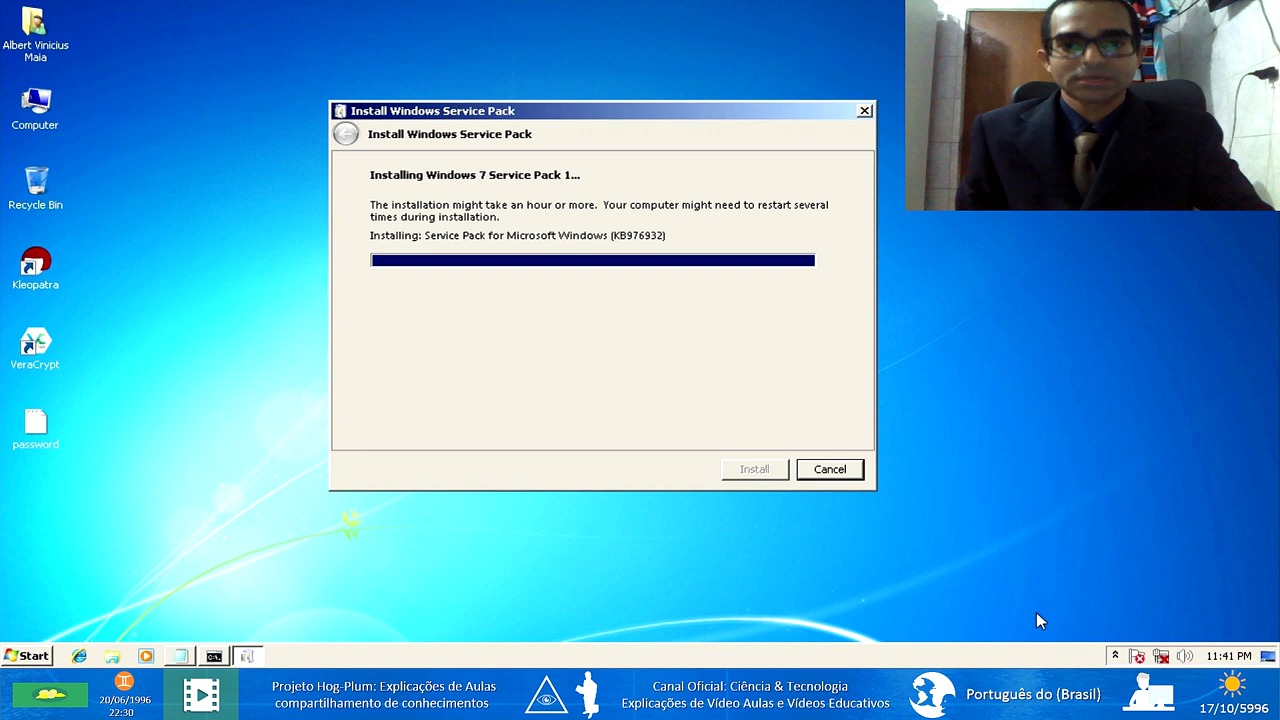 Albert Vinicius
Maia
Computer
Recycle Bin
Kleopatra
VeraCrypt
password
Install Windows Service Pack
Install Windows Service Pack
Installing Windows 7 Service Pack 1...
The installation might take an hour or more. Your computer might need to restart several
times during installation.
Installing: Service Pack for Microsoft Windows (KB976932)
Install
Cancel
Start
C:\
11:41 PM
20/06/1996
22:30
Projeto Hog-Plum: Explicações de Aulas
compartilhamento de conhecimentos
Canal Oficial: Ciência & Tecnologia
Explicações de Vídeo Aulas e Vídeos Educativos
Português do (Brasil)
17/10/5996